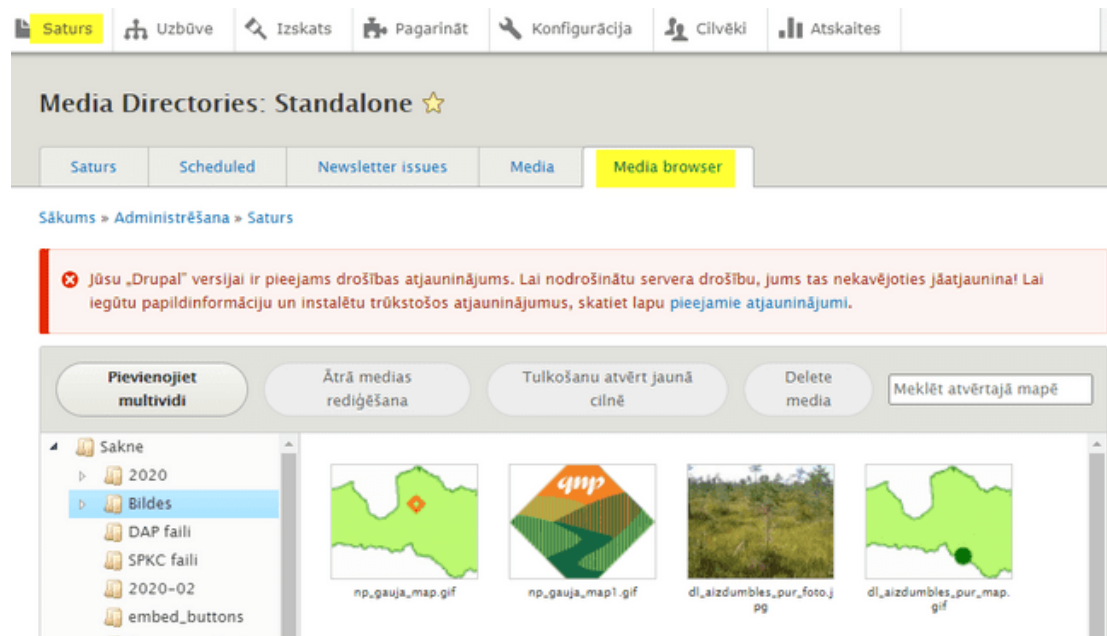 Saturs Uzbūve Izskats Pagarināt Konfigurācija Cilvēki Atskaites
Media Directories: Standalone
Saturs Scheduled Newsletter issues Media Media browser
Sākums » Administrēšana » Saturs
Jūsu „Drupal” versijai ir pieejams drošības atjauninājums. Lai nodrošinātu servera drošību, jums tas nekavējoties jāatjaunina! Lai
iegūtu papildinformāciju un instalētu trūkstošos atjauninājumus, skatiet lapu pieejamie atjauninājumi.
Pievienojiet
multividi
Ātrā medias
rediģēšana
Tulkošanu atvērt jaunā
cilnē
Delete
media
Meklēt atvērtajā mapē
Sakne
2020
Bildes
DAP faili
SPKC faili
2020-02
embed_buttons
np_gauja_map.gif
qnp
np_gauja_map1.gif
dl_aizdumbles_pur_foto.j
pg
dl_aizdumbles_pur_map.
gif